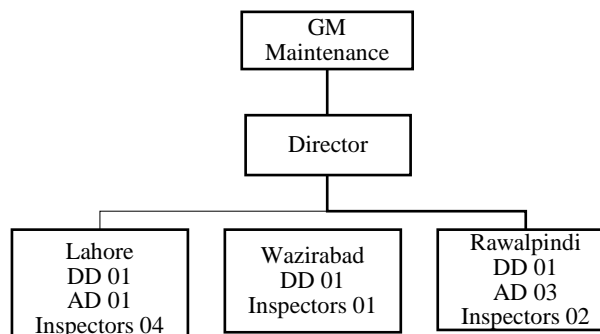 GM
Maintenance
Director
Lahore
DD 01
AD 01
Inspectors 04
Wazirabad
DD 01
Inspectors 01
Rawalpindi
DD 01
AD 03
Inspectors 02